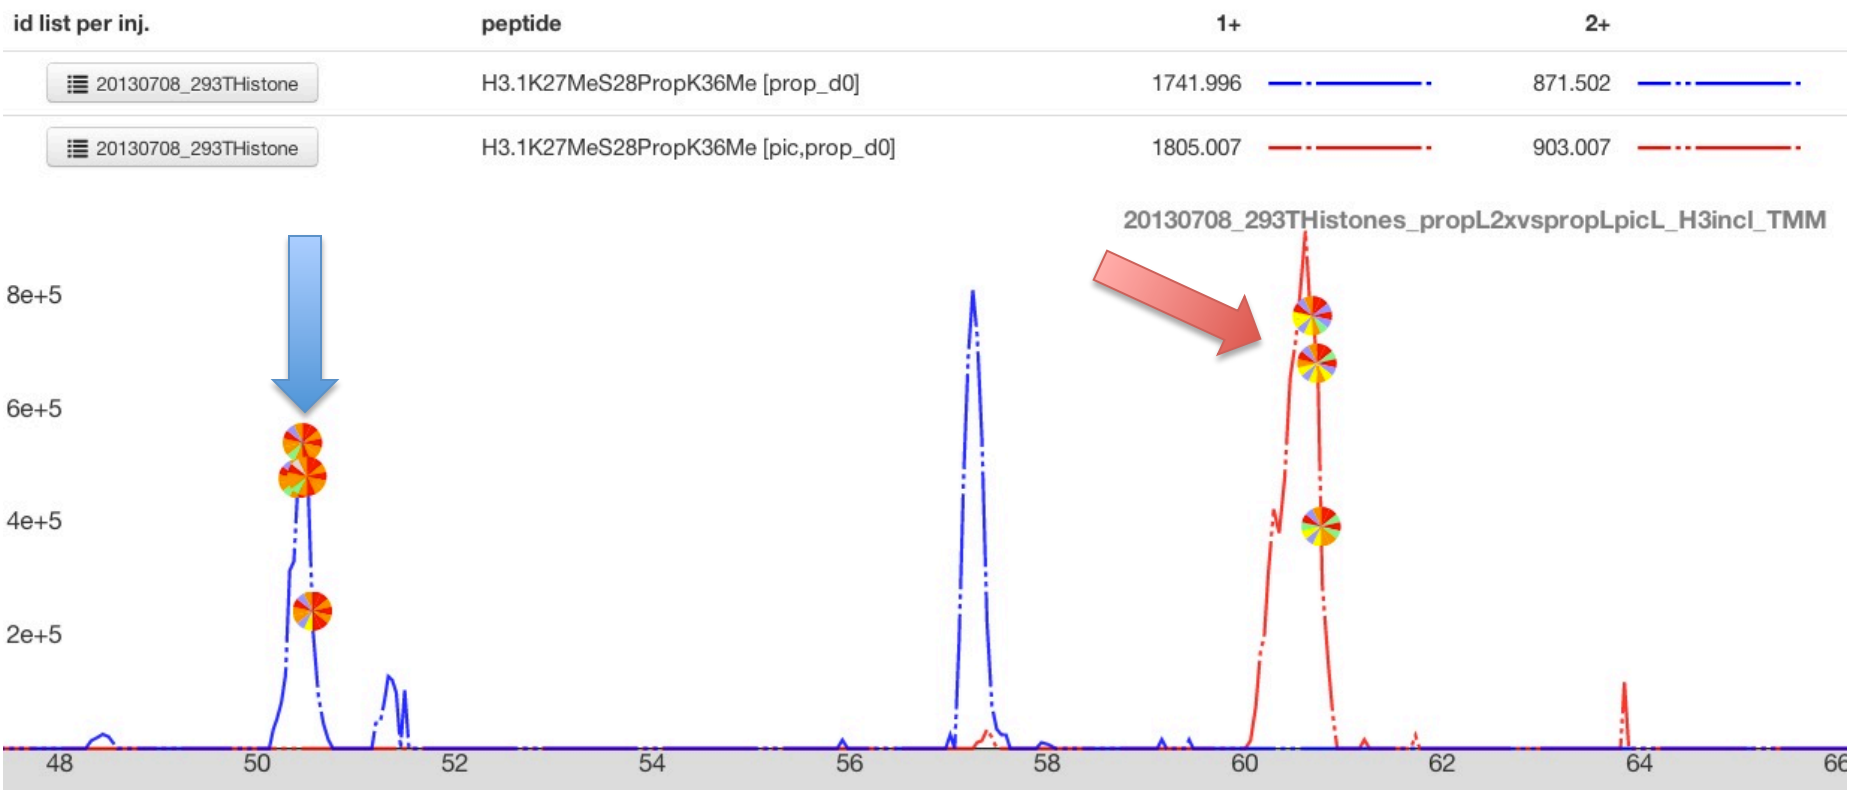 id list per inj. peptide 1+ 2+
20130708_293THistone H3.1K27MeS28PropK36Me [prop_d0] 1741.996 871.502
20130708_293THistone H3.1K27MeS28PropK36Me [pic,prop_d0] 1805.007 903.007
20130708_293THistones_propL2xvspropLpicL_H3incl_TMM
8e+5
6e+5
4e+5
2e+5
48 50 52 54 56 58 60 62 64 66